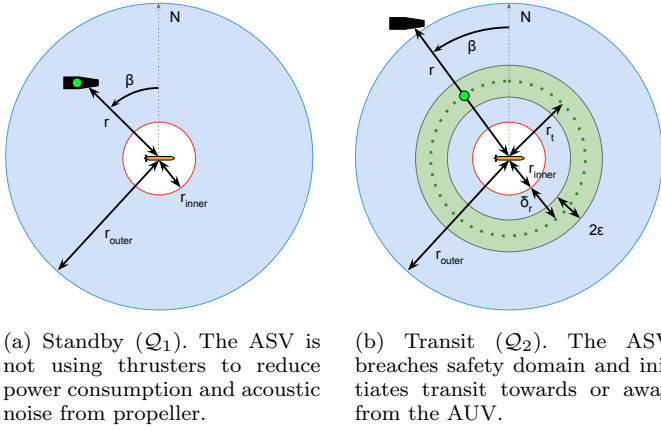 N
β
r
r_inner
r_outer
(a) Standby (𝒬₁). The ASV is
not using thrusters to reduce
power consumption and acoustic
noise from propeller.
N
β
r
r_t
r_inner
δ_r
2ε
r_outer
(b) Transit (𝒬₂). The ASV
breaches safety domain and ini-
tiates transit towards or awa
from the AUV.